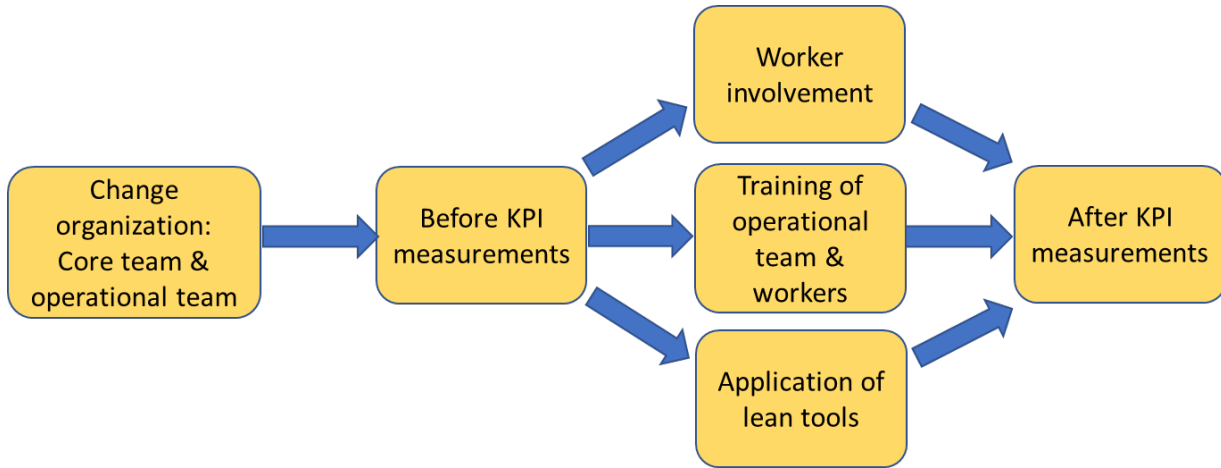 Change
organization:
Core team &
operational team
Before KPI
measurements
Worker
involvement
Training of
operational
team &
workers
Application of
lean tools
After KPI
measurements